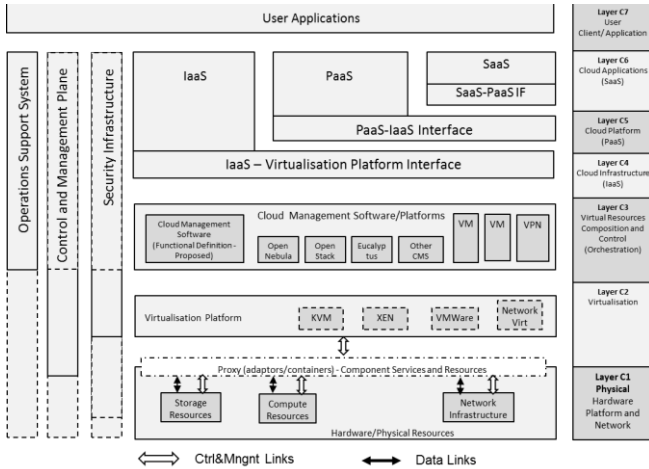 User Applications
Layer C7
User
Client/ Application
Operations Support System
Control and Management Plane
Security Infrastructure
IaaS
PaaS
SaaS
SaaS-PaaS IF
PaaS-IaaS Interface
IaaS – Virtualisation Platform Interface
Layer C6
Cloud Applications
(SaaS)
Layer C5
Cloud Platform
(PaaS)
Layer C4
Cloud Infrastructure
(IaaS)
Cloud Management Software/Platforms
Cloud Management
Software
(Functional Definition -
Proposed)
Open
Nebula
Open
Stack
Eucalyp
tus
Other
CMS
VM
VM
VPN
Layer C3
Virtual Resources
Composition and
Control
(Orchestration)
Virtualisation Platform
KVM
XEN
VMWare
Network
Virt
Layer C2
Virtualisation
Proxy (adaptors/containers) - Component Services and Resources
Storage
Resources
Compute
Resources
Network
Infrastructure
Hardware/Physical Resources
Layer C1
Physical
Hardware
Platform and
Network
Ctrl&Mngnt Links
Data Links